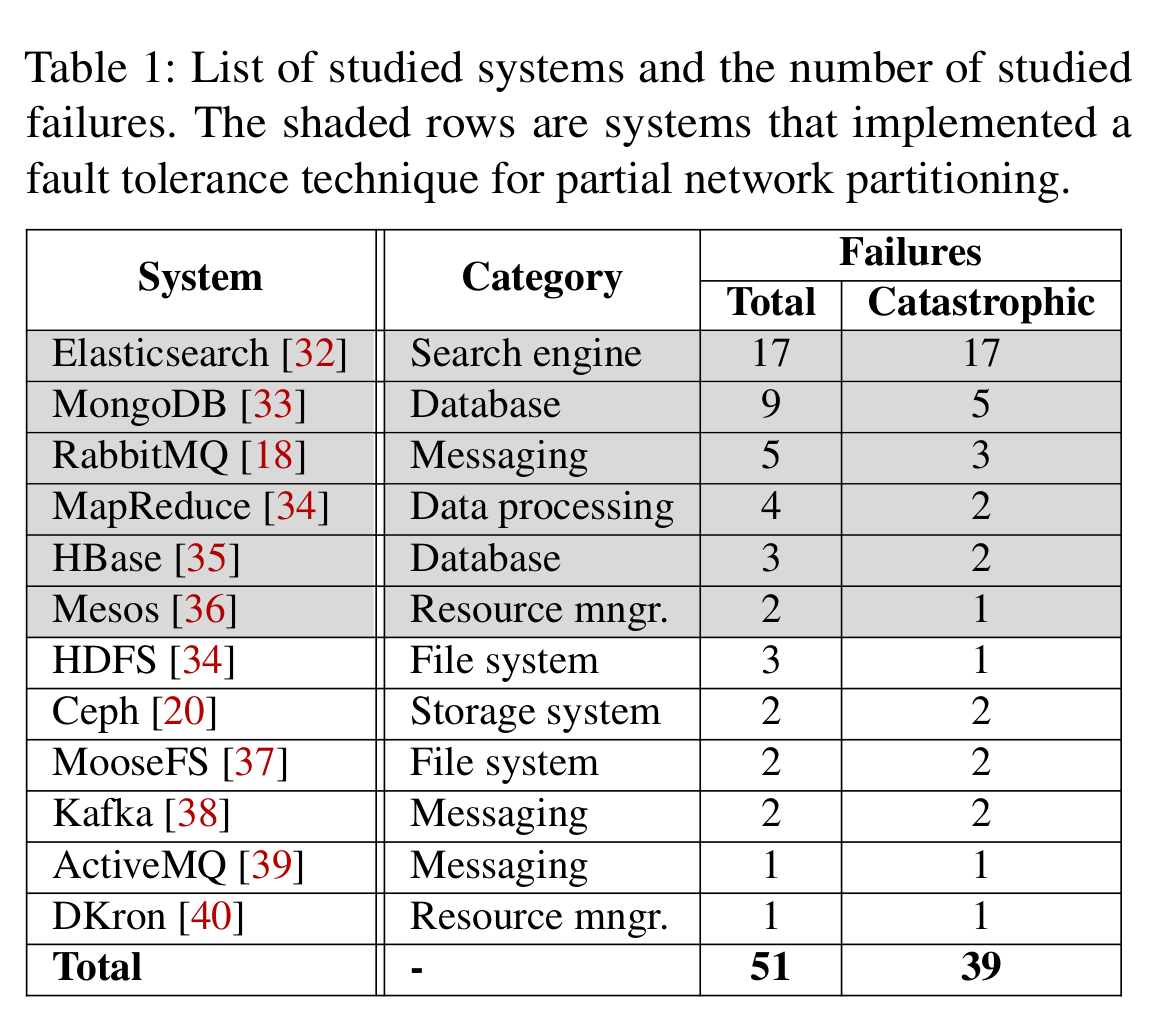 Table 1: List of studied systems and the number of studied
failures. The shaded rows are systems that implemented a
fault tolerance technique for partial network partitioning.
System Category Failures
Total Catastrophic
Elasticsearch [32] Search engine 17 17
MongoDB [33] Database 9 5
RabbitMQ [18] Messaging 5 3
MapReduce [34] Data processing 4 2
HBase [35] Database 3 2
Mesos [36] Resource mngr. 2 1
HDFS [34] File system 3 1
Ceph [20] Storage system 2 2
MooseFS [37] File system 2 2
Kafka [38] Messaging 2 2
ActiveMQ [39] Messaging 1 1
DKron [40] Resource mngr. 1 1
Total - 51 39